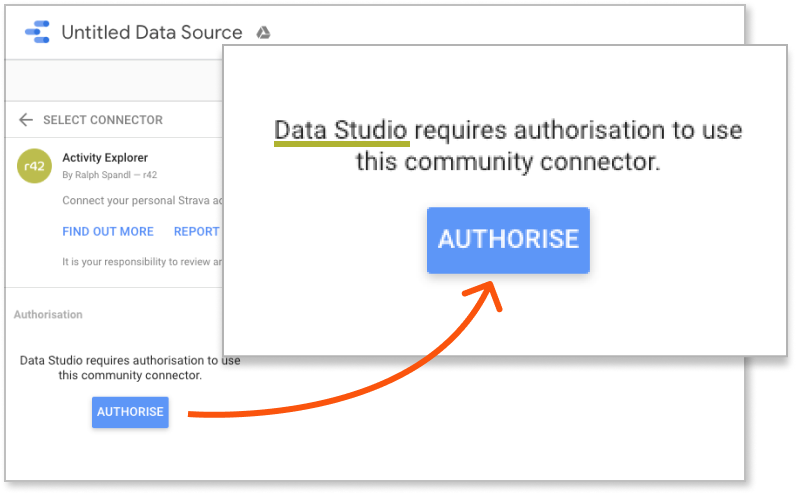 Untitled Data Source
SELECT CONNECTOR
r42
Activity Explorer
By Ralph Spandl — r42
Connect your personal Strava
FIND OUT MORE REPORT
It is your responsibility to review
Authorisation
Data Studio requires authorisation to use
this community connector.
AUTHORISE
Data Studio requires authorisation to use
this community connector.
AUTHORISE